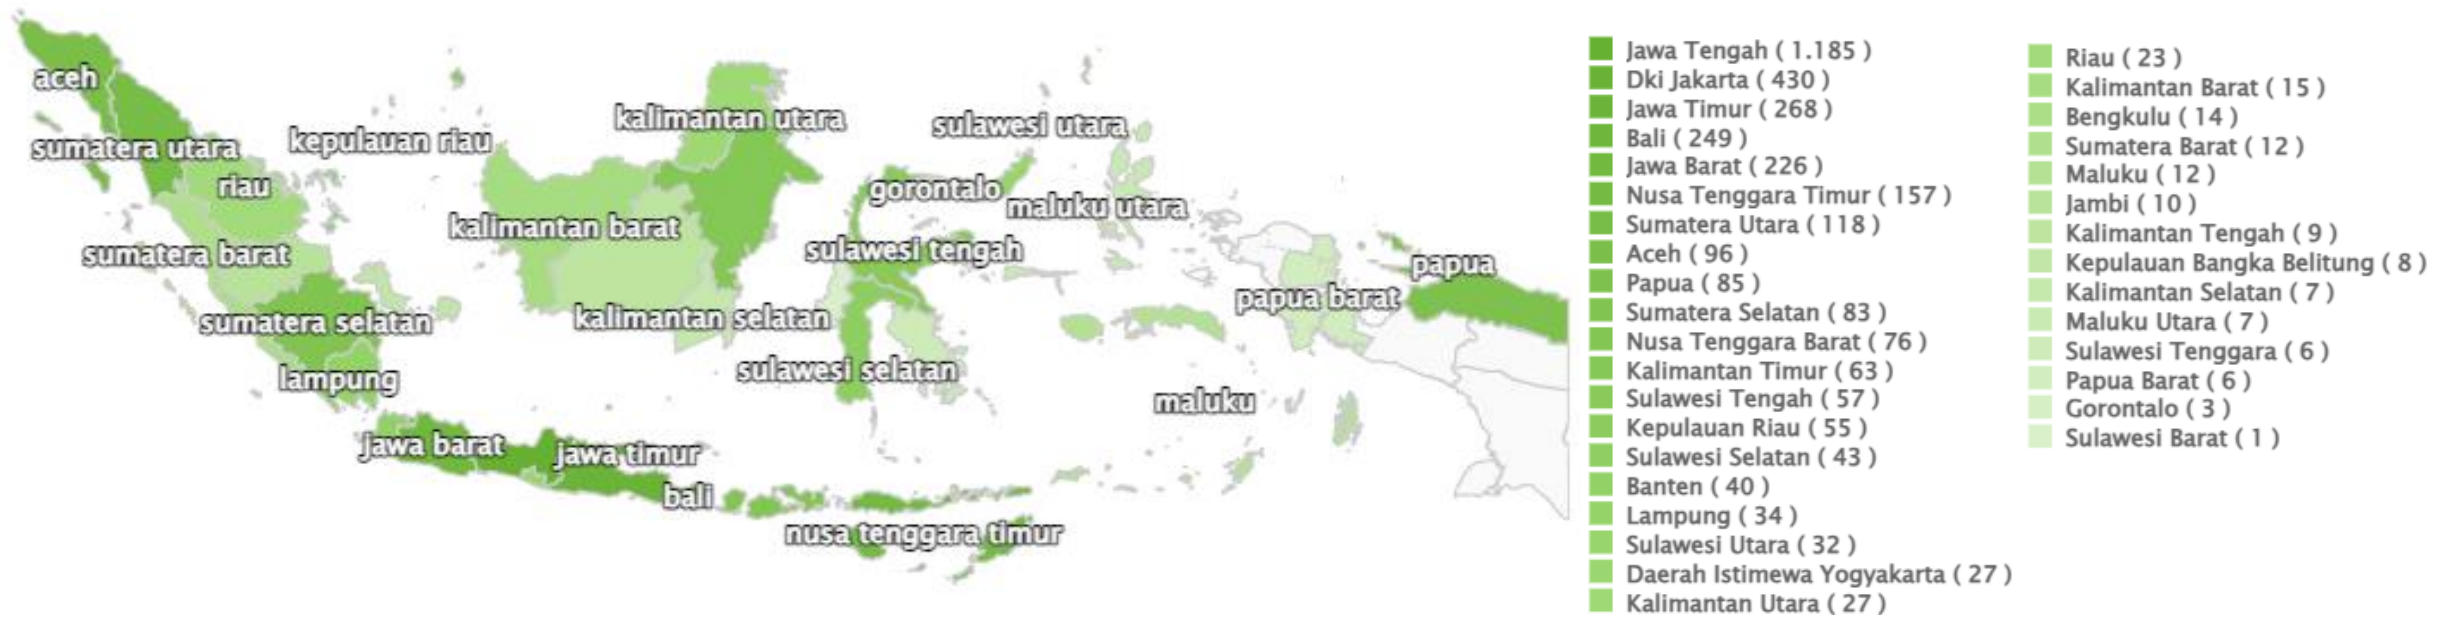 aceh
sumatera utara
kepulauan riau
riau
sumatera barat
sumatera selatan
lampung
kalimantan utara
kalimantan barat
kalimantan selatan
sulawesi utara
gorontalo
maluku utara
sulawesi tengah
sulawesi selatan
papua
papua barat
maluku
jawa barat
jawa timur
bali
nusa tenggara timur
Jawa Tengah ( 1.185 )
Dki Jakarta ( 430 )
Jawa Timur ( 268 )
Bali ( 249 )
Jawa Barat ( 226 )
Nusa Tenggara Timur ( 157 )
Sumatera Utara ( 118 )
Aceh ( 96 )
Papua ( 85 )
Sumatera Selatan ( 83 )
Nusa Tenggara Barat ( 76 )
Kalimantan Timur ( 63 )
Sulawesi Tengah ( 57 )
Kepulauan Riau ( 55 )
Sulawesi Selatan ( 43 )
Banten ( 40 )
Lampung ( 34 )
Sulawesi Utara ( 32 )
Daerah Istimewa Yogyakarta ( 27 )
Kalimantan Utara ( 27 )
Riau ( 23 )
Kalimantan Barat ( 15 )
Bengkulu ( 14 )
Sumatera Barat ( 12 )
Maluku ( 12 )
Jambi ( 10 )
Kalimantan Tengah ( 9 )
Kepulauan Bangka Belitung ( 8 )
Kalimantan Selatan ( 7 )
Maluku Utara ( 7 )
Sulawesi Tenggara ( 6 )
Papua Barat ( 6 )
Gorontalo ( 3 )
Sulawesi Barat ( 1 )